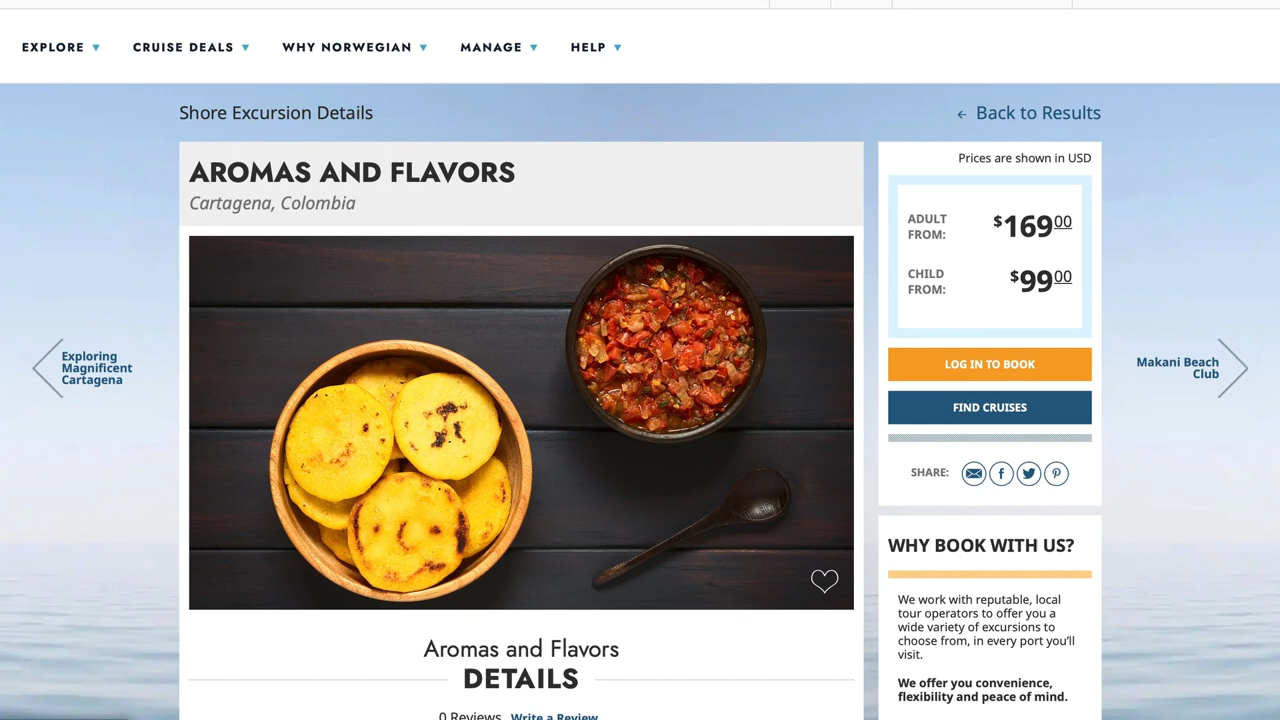 EXPLORE CRUISE DEALS WHY NORWEGIAN MANAGE HELP
Shore Excursion Details
← Back to Results
AROMAS AND FLAVORS
Cartagena, Colombia
Exploring
Magnificent
Cartagena
Prices are shown in USD
ADULT
FROM:
$16900
CHILD
FROM:
$9900
LOG IN TO BOOK
FIND CRUISES
SHARE:
Makani Beach
Club
WHY BOOK WITH US?
We work with reputable, local
tour operators to offer you a
wide variety of excursions to
choose from, in every port you'll
visit.
We offer you convenience,
flexibility and peace of mind.
Aromas and Flavors
DETAILS
0 Reviews Write a Review